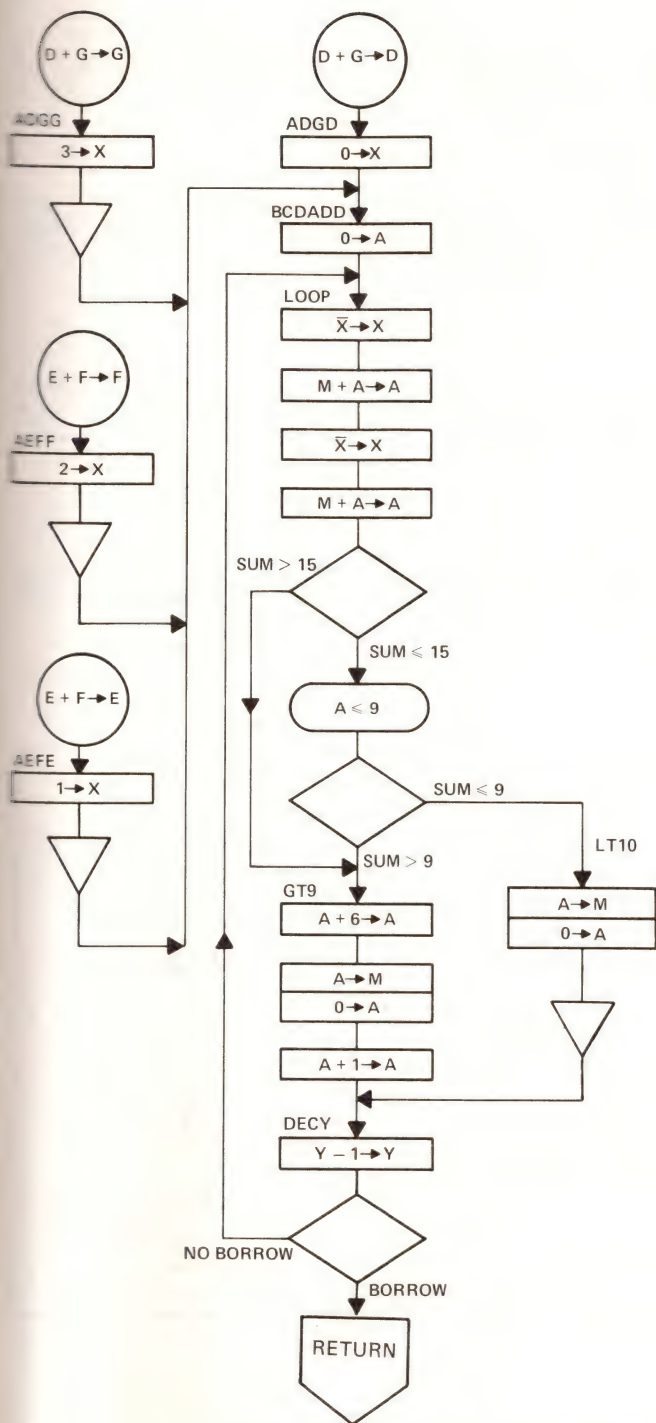 D + G → G
ADGG
3 → X
E + F → F
AEFF
2 → X
E + F → E
AEFE
1 → X
D + G → D
ADGD
0 → X
BCDADD
0 → A
LOOP
X̅ → X
M + A → A
X̅ → X
M + A → A
SUM > 15
SUM ⩽ 15
A ⩽ 9
SUM ⩽ 9
SUM > 9
LT10
A → M
0 → A
GT9
A + 6 → A
A → M
0 → A
A + 1 → A
DECY
Y − 1 → Y
NO BORROW
BORROW
RETURN